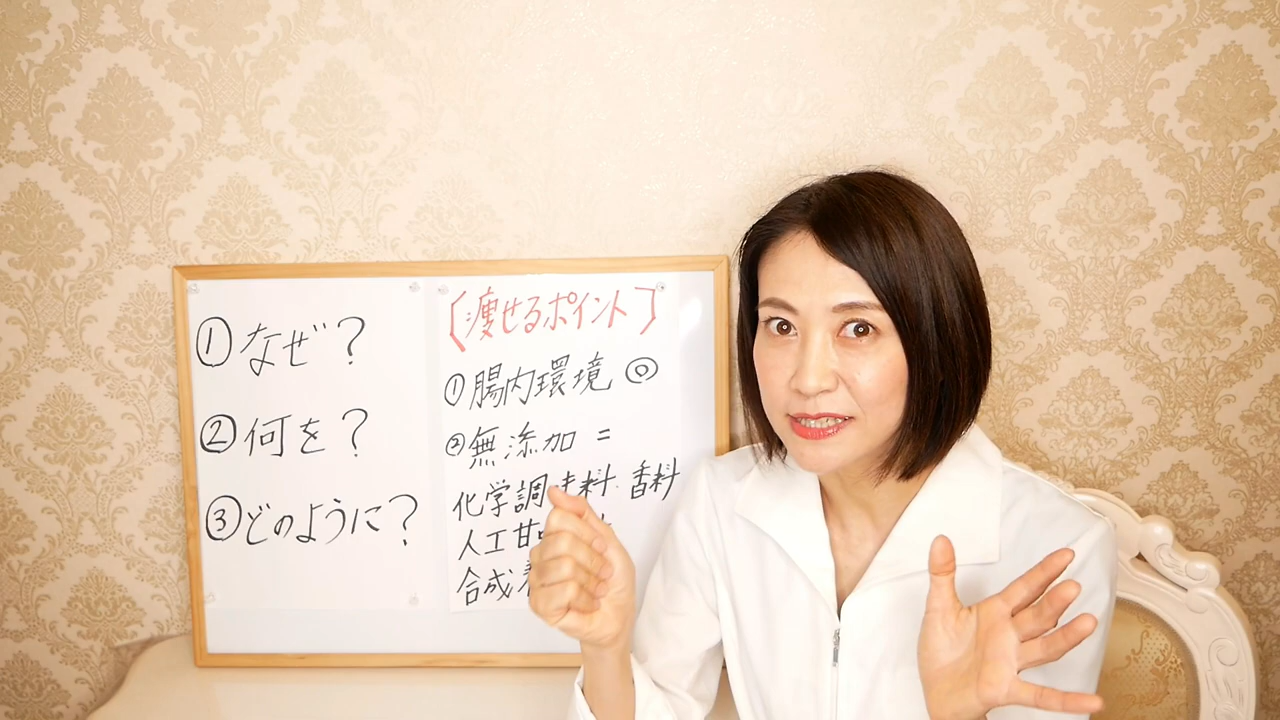 ①なぜ?
②何を?
③どのように?
〔痩せるポイント〕
①腸内環境◎
②無添加=
化学調 料.香料
人工甘
合成